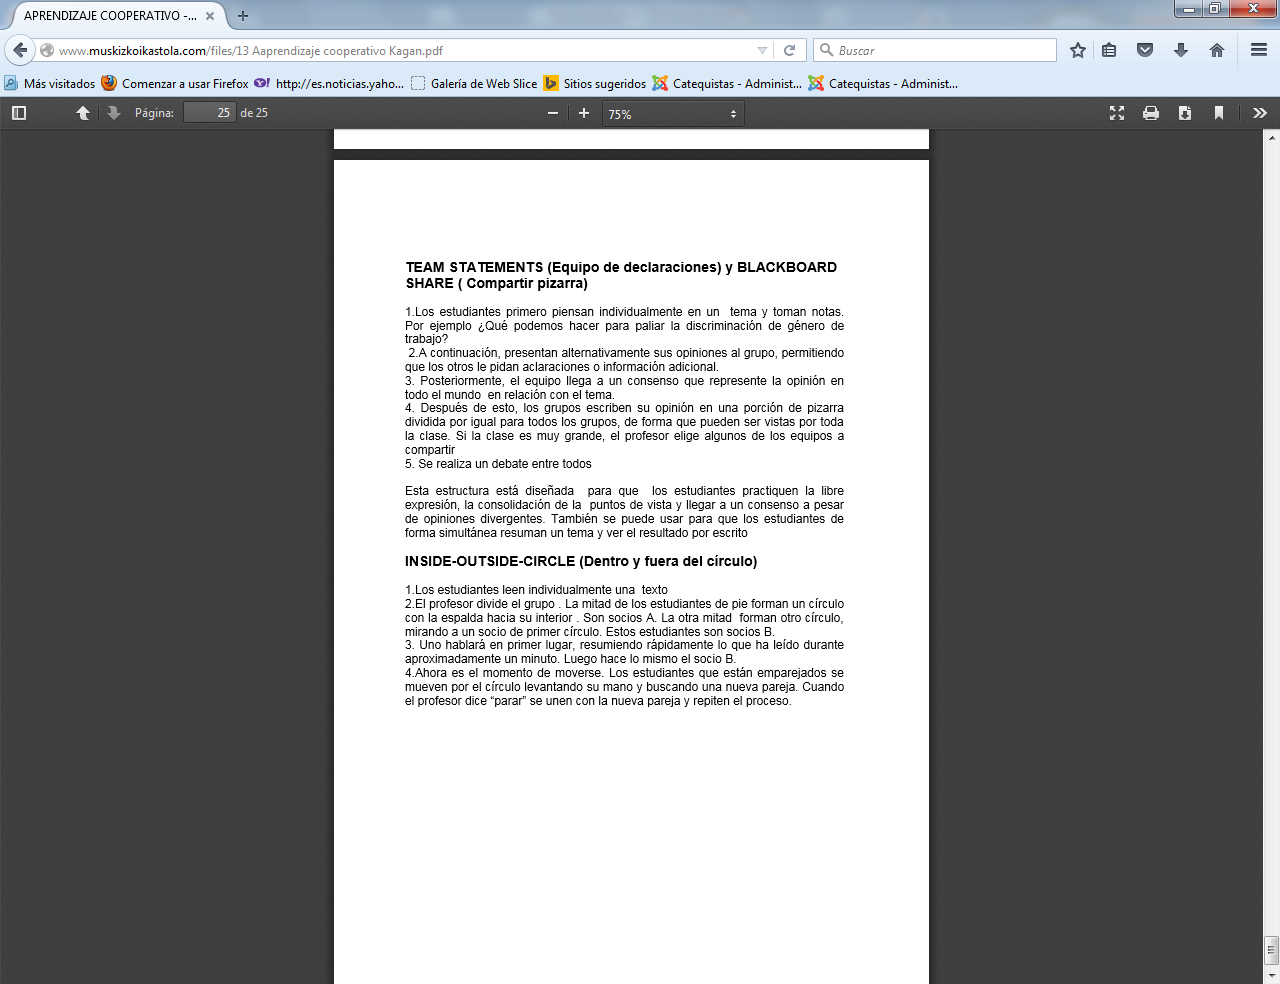 APRENDIZAJE COOPERATIVO -...
www.muskizkoikastola.com/files/13 Aaprendizaje cooperativo Kagan.pdf
Buscar
Más visitados
Comenzar a usar Firefox
http://es.noticias.yaho...
Galería de Web Slice
Sitios sugeridos
Catequistas - Administ...
Catequistas - Administ...
Página: 25 de 25
75%
TEAM STATEMENTS (Equipo de declaraciones) y BLACKBOARD
SHARE ( Compartir pizarra)
1.Los estudiantes primero piensan individualmente en un tema y toman notas.
Por ejemplo ¿Qué podemos hacer para paliar la discriminación de género de
trabajo?
2.A continuación, presentan alternativamente sus opiniones al grupo, permitiendo
que los otros le pidan aclaraciones o información adicional.
3. Posteriormente, el equipo llega a un consenso que represente la opinión en
todo el mundo en relación con el tema.
4. Después de esto, los grupos escriben su opinión en una porción de pizarra
dividida por igual para todos los grupos, de forma que pueden ser vistas por toda
la clase. Si la clase es muy grande, el profesor elige algunos de los equipos a
compartir
5. Se realiza un debate entre todos
Esta estructura está diseñada para que los estudiantes practiquen la libre
expresión, la consolidación de la puntos de vista y llegar a un consenso a pesar
de opiniones divergentes. También se puede usar para que los estudiantes de
forma simultánea resuman un tema y ver el resultado por escrito
INSIDE-OUTSIDE-CIRCLE (Dentro y fuera del círculo)
1.Los estudiantes leen individualmente una texto
2.El profesor divide el grupo . La mitad de los estudiantes de pie forman un círculo
con la espalda hacia su interior . Son socios A. La otra mitad forman otro círculo,
mirando a un socio de primer círculo. Estos estudiantes son socios B.
3. Uno hablará en primer lugar, resumiendo rápidamente lo que ha leído durante
aproximadamente un minuto. Luego hace lo mismo el socio B.
4.Ahora es el momento de moverse. Los estudiantes que están emparejados se
mueven por el círculo levantando su mano y buscando una nueva pareja. Cuando
el profesor dice “parar” se unen con la nueva pareja y repiten el proceso.